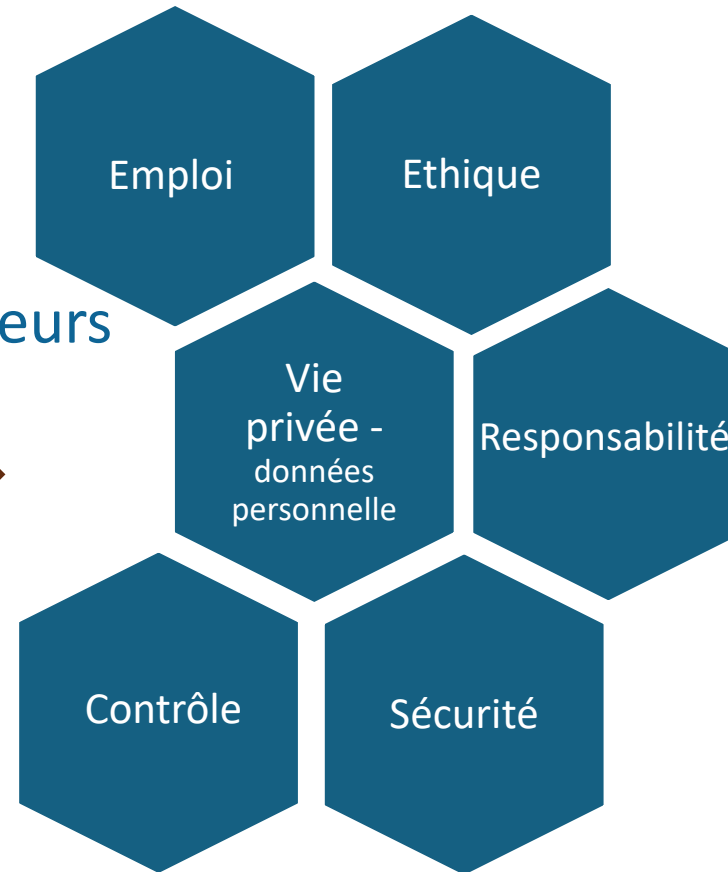 Emploi
Ethique
eurs
Vie
privée -
données
personnelle
Responsabilité
Contrôle
Sécurité